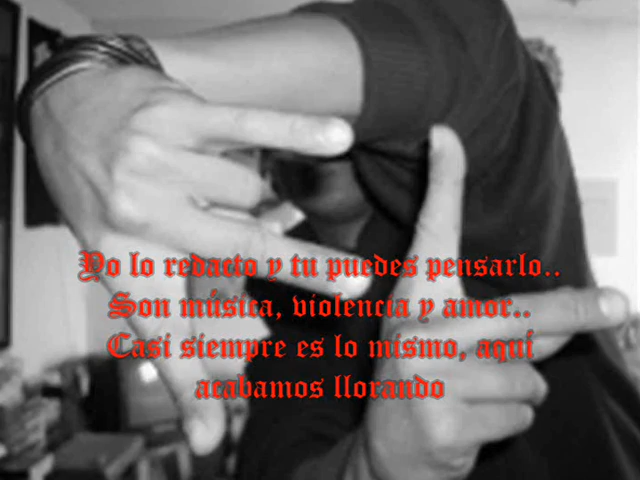 Yo lo redacto y tu puedes pensarlo..
Son música, violencia y amor..
Casi siempre es lo mismo, aquí
acabamos llorando